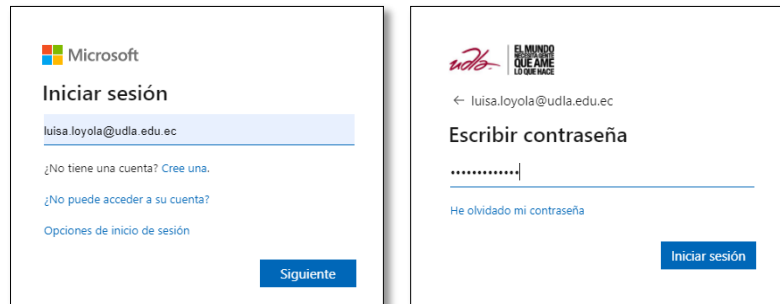 Microsoft
Iniciar sesión
luisa.loyola@udla.edu.ec
¿No tiene una cuenta? Cree una.
¿No puede acceder a su cuenta?
Opciones de inicio de sesión
Siguiente
udla
EL MUNDO
NECESITA GENTE
QUE AME
LO QUE HACE
← luisa.loyola@udla.edu.ec
Escribir contraseña
•••••••••••••
He olvidado mi contraseña
Iniciar sesión